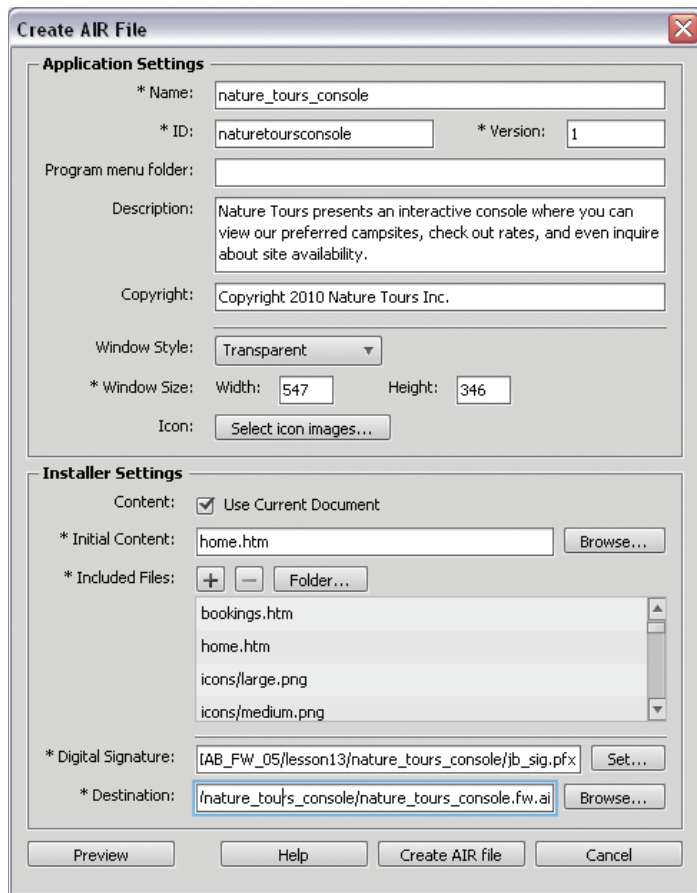 Create AIR File
Application Settings
* Name: nature_tours_console
* ID: naturetoursconsole * Version: 1
Program menu folder:
Description: Nature Tours presents an interactive console where you can
view our preferred campsites, check out rates, and even inquire
about site availability.
Copyright: Copyright 2010 Nature Tours Inc.
Window Style: Transparent
* Window Size: Width: 547 Height: 346
Icon: Select icon images...
Installer Settings
Content: Use Current Document
* Initial Content: home.htm Browse...
* Included Files: + − Folder...
bookings.htm
home.htm
icons/large.png
icons/medium.png
* Digital Signature: IAB_FW_05/lesson13/nature_tours_console/jb_sig.pfx Set...
* Destination: /nature_tours_console/nature_tours_console.fw.ai Browse...
Preview Help Create AIR file Cancel